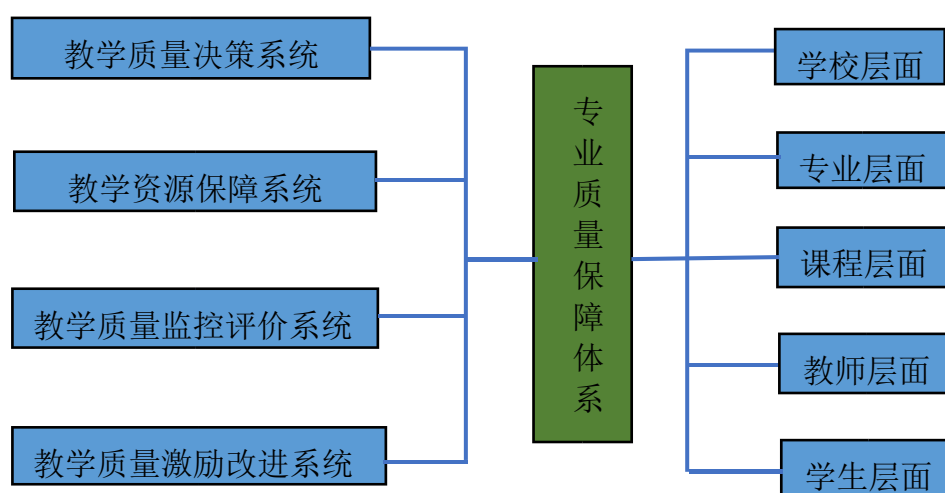 教学质量决策系统
教学资源保障系统
教学质量监控评价系统
教学质量激励改进系统
专业质量保障体系
学校层面
专业层面
课程层面
教师层面
学生层面